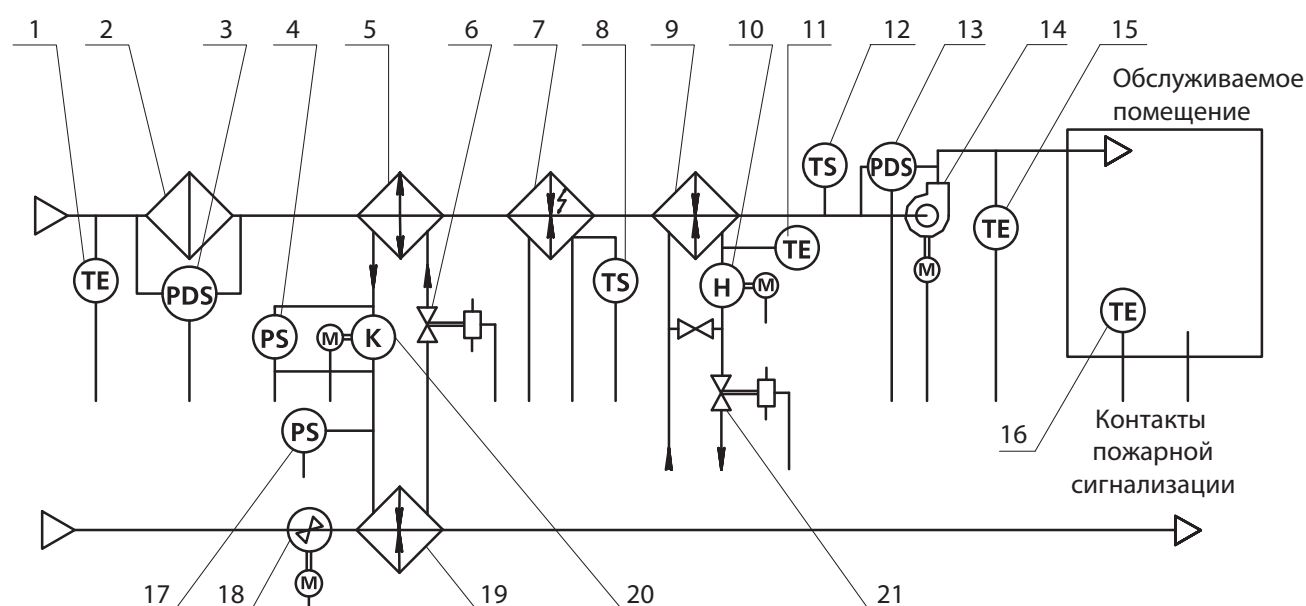 1 2 3 4 5 6 7 8 9 10 11 12 13 14 15
Обслуживаемое
помещение
TS PDS
TE TE
TE PDS TS H M
M
TE
PS M K
PS
16
Контакты
пожарной
сигнализации
M
17 18 19 20 21